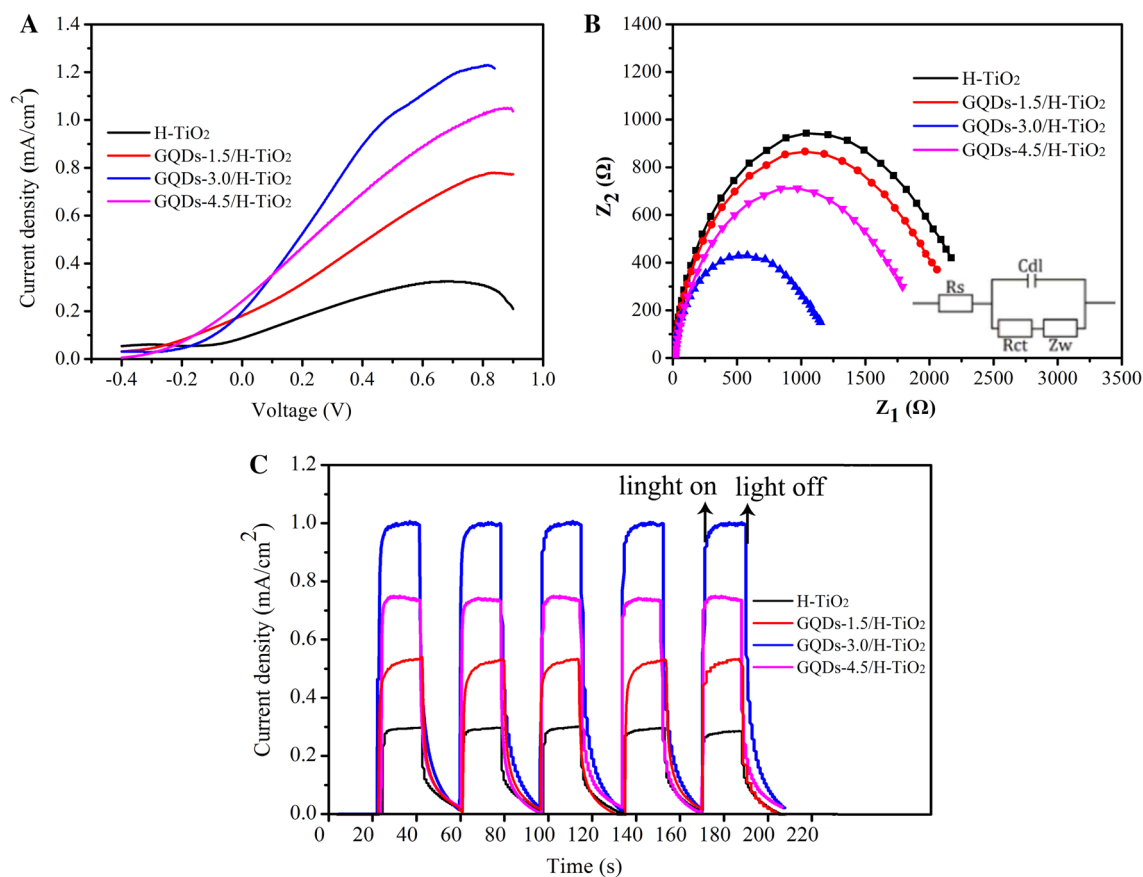 A
Current density (mA/cm²)
1.4
1.2
1.0
0.8
0.6
0.4
0.2
0.0
H-TiO₂
GQDs-1.5/H-TiO₂
GQDs-3.0/H-TiO₂
GQDs-4.5/H-TiO₂
-0.4 -0.2 0.0 0.2 0.4 0.6 0.8 1.0
Voltage (V)
B
Z₂ (Ω)
1400
1200
1000
800
600
400
200
0
H-TiO₂
GQDs-1.5/H-TiO₂
GQDs-3.0/H-TiO₂
GQDs-4.5/H-TiO₂
Cdl
Rs
Rct Zw
0 500 1000 1500 2000 2500 3000 3500
Z₁ (Ω)
C
Current density (mA/cm²)
1.2
1.0
0.8
0.6
0.4
0.2
0.0
linght on light off
H-TiO₂
GQDs-1.5/H-TiO₂
GQDs-3.0/H-TiO₂
GQDs-4.5/H-TiO₂
0 20 40 60 80 100 120 140 160 180 200 220
Time (s)